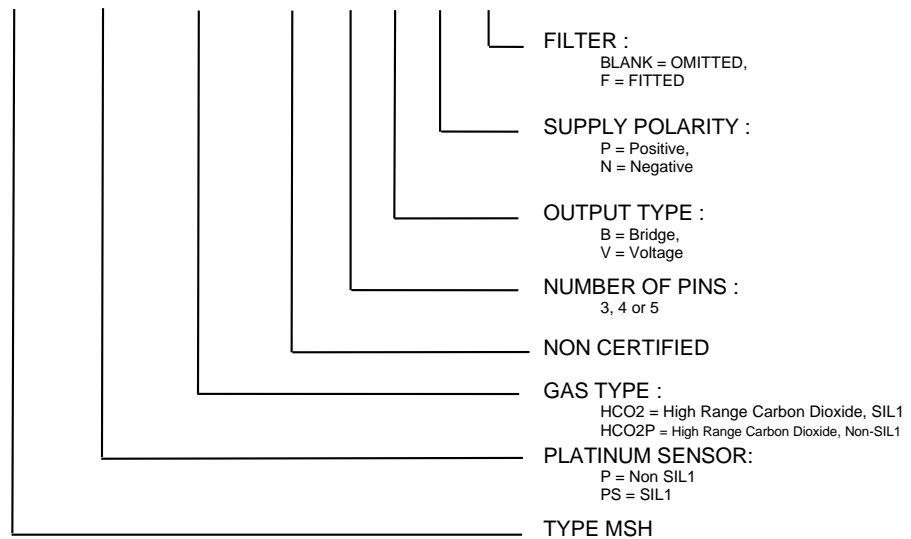 FILTER :
BLANK = OMITTED,
F = FITTED
SUPPLY POLARITY :
P = Positive,
N = Negative
OUTPUT TYPE :
B = Bridge,
V = Voltage
NUMBER OF PINS :
3, 4 or 5
NON CERTIFIED
GAS TYPE :
HCO2 = High Range Carbon Dioxide, SIL1
HCO2P = High Range Carbon Dioxide, Non-SIL1
PLATINUM SENSOR:
P = Non SIL1
PS = SIL1
TYPE MSH